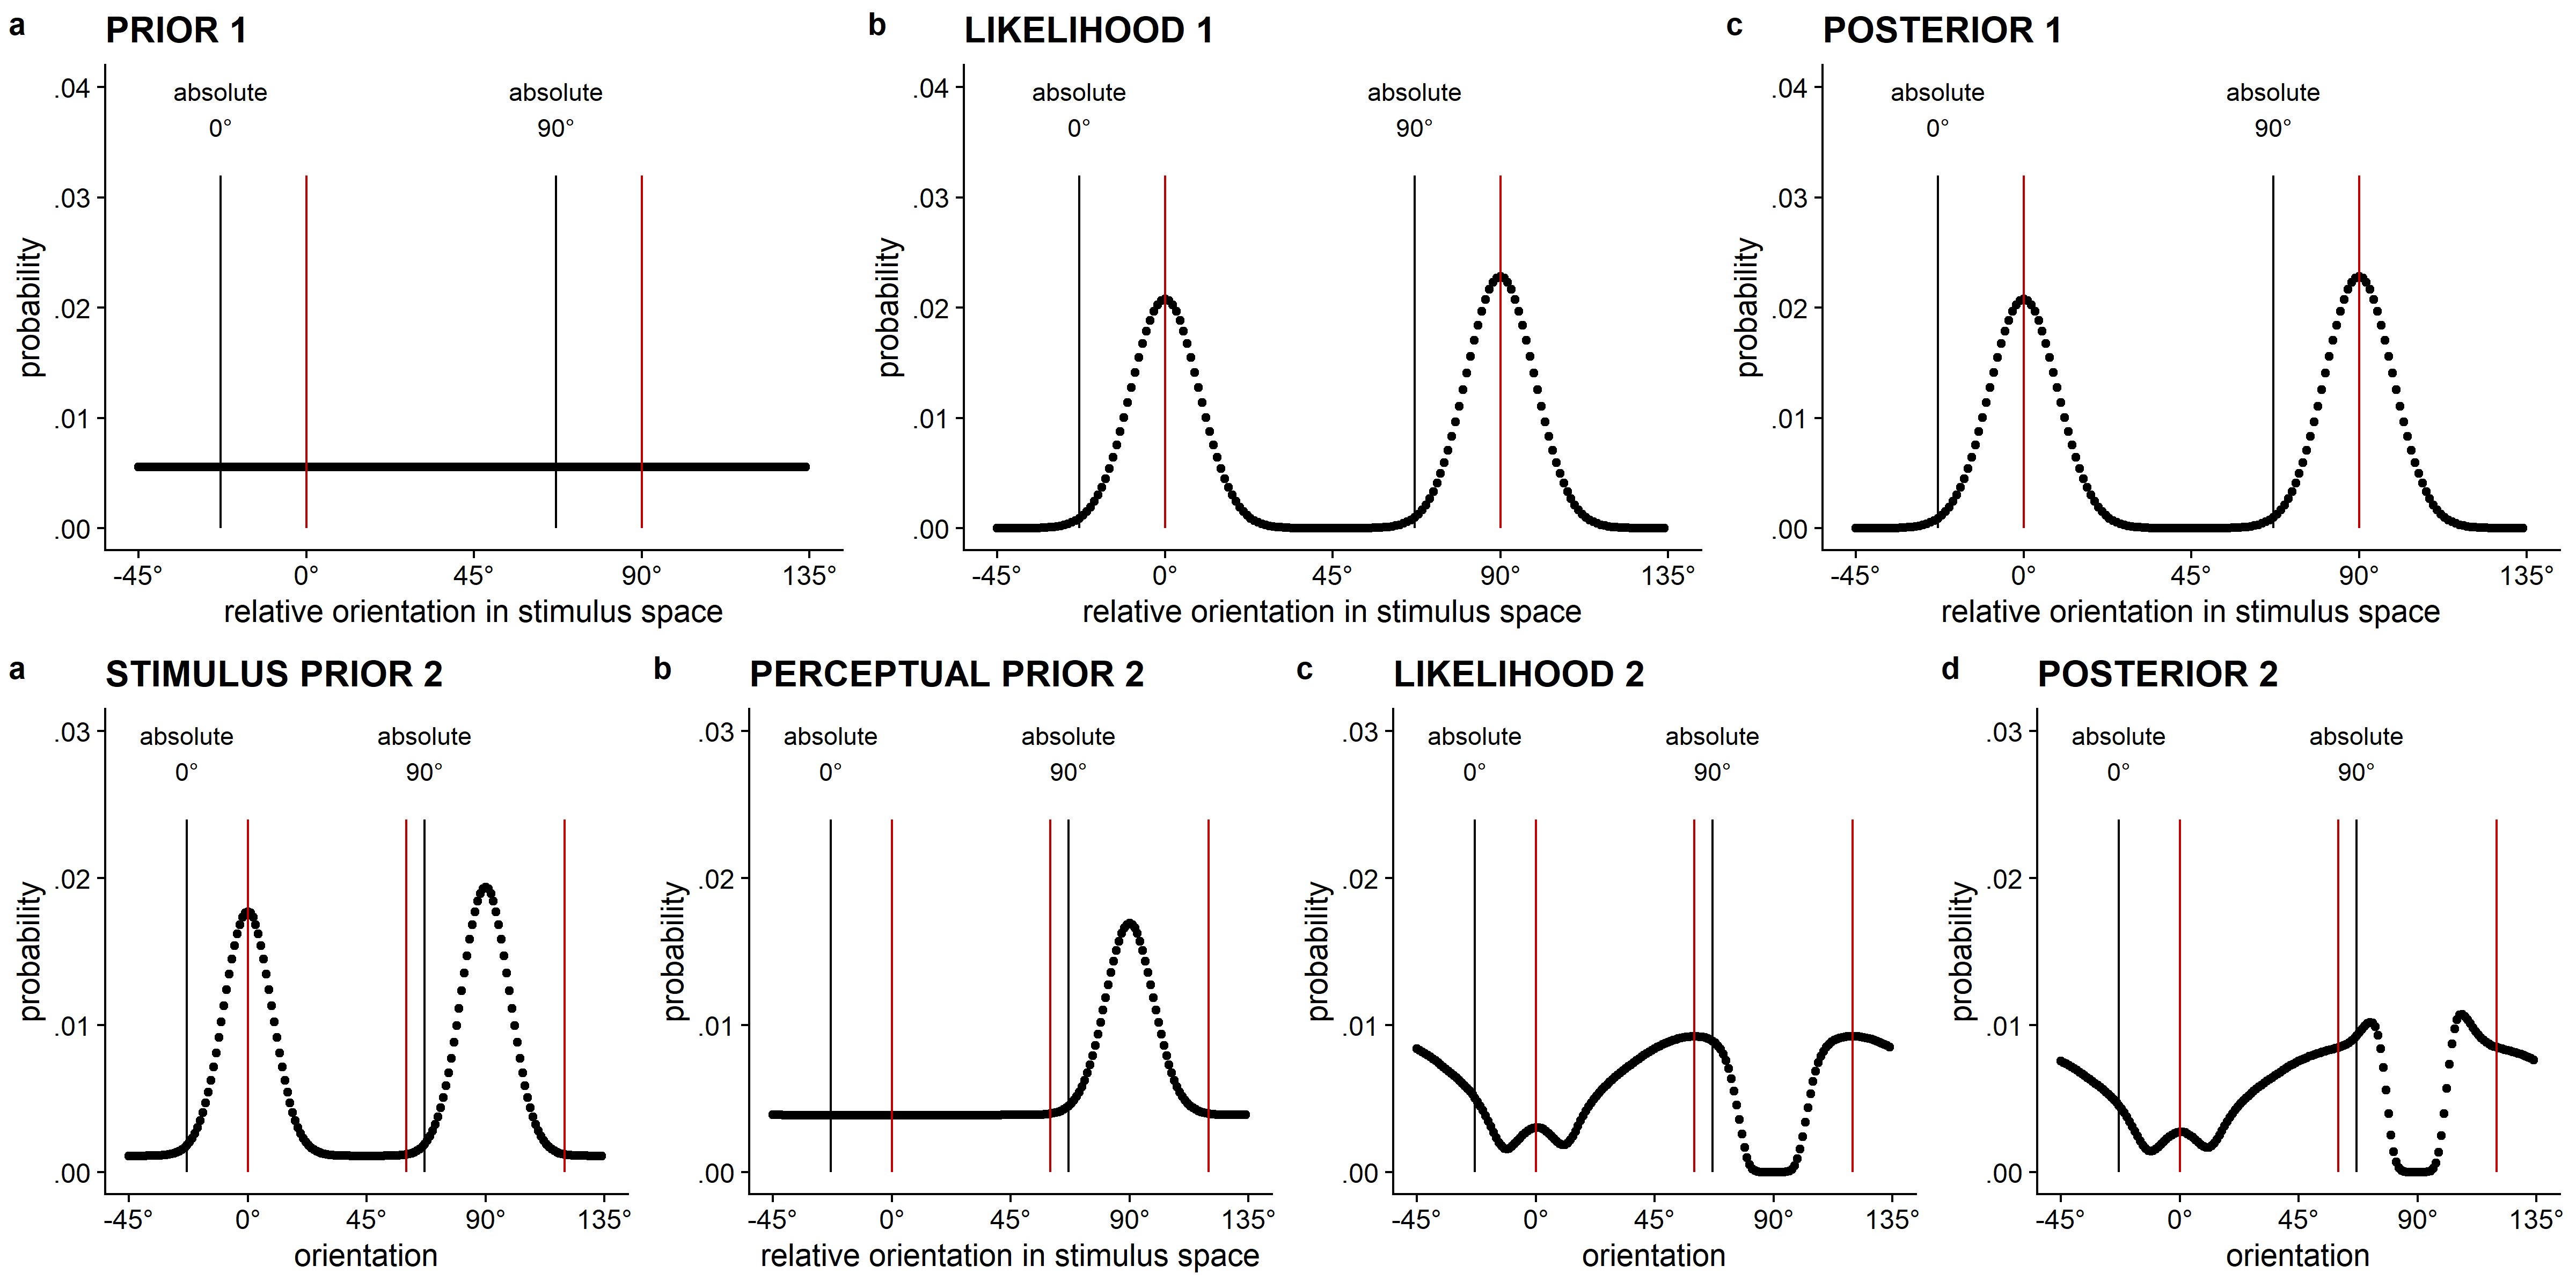 a PRIOR 1
.04
.03
.02
.01
.00
probability
absolute
0°
absolute
90°
-45° 0° 45° 90° 135°
relative orientation in stimulus space
b LIKELIHOOD 1
.04
.03
.02
.01
.00
probability
absolute
0°
absolute
90°
-45° 0° 45° 90° 135°
relative orientation in stimulus space
c POSTERIOR 1
.04
.03
.02
.01
.00
probability
absolute
0°
absolute
90°
-45° 0° 45° 90° 135°
relative orientation in stimulus space
a STIMULUS PRIOR 2
.03
.02
.01
.00
probability
absolute
0°
absolute
90°
-45° 0° 45° 90° 135°
orientation
b PERCEPTUAL PRIOR 2
.03
.02
.01
.00
probability
absolute
0°
absolute
90°
-45° 0° 45° 90° 135°
relative orientation in stimulus space
c LIKELIHOOD 2
.03
.02
.01
.00
probability
absolute
0°
absolute
90°
-45° 0° 45° 90° 135°
orientation
d POSTERIOR 2
.03
.02
.01
.00
probability
absolute
0°
absolute
90°
-45° 0° 45° 90° 135°
orientation